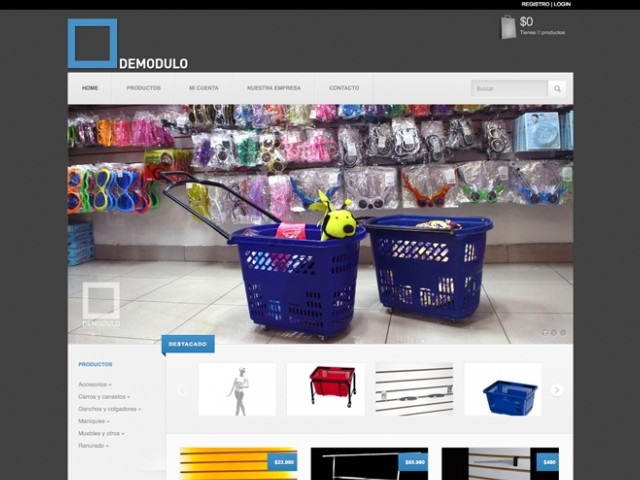 REGISTRO | LOGIN
$0
Tienes 0 productos
DEMODULO
HOME
PRODUCTOS
MI CUENTA
NUESTRA EMPRESA
CONTACTO
Buscar
DEMODULO
DESTACADO
PRODUCTOS
Accesorios »
Carros y canastos »
Ganchos y colgadores »
Maniquies »
Muebles y otros »
Ranurado »
$23.990
$65.990
$490